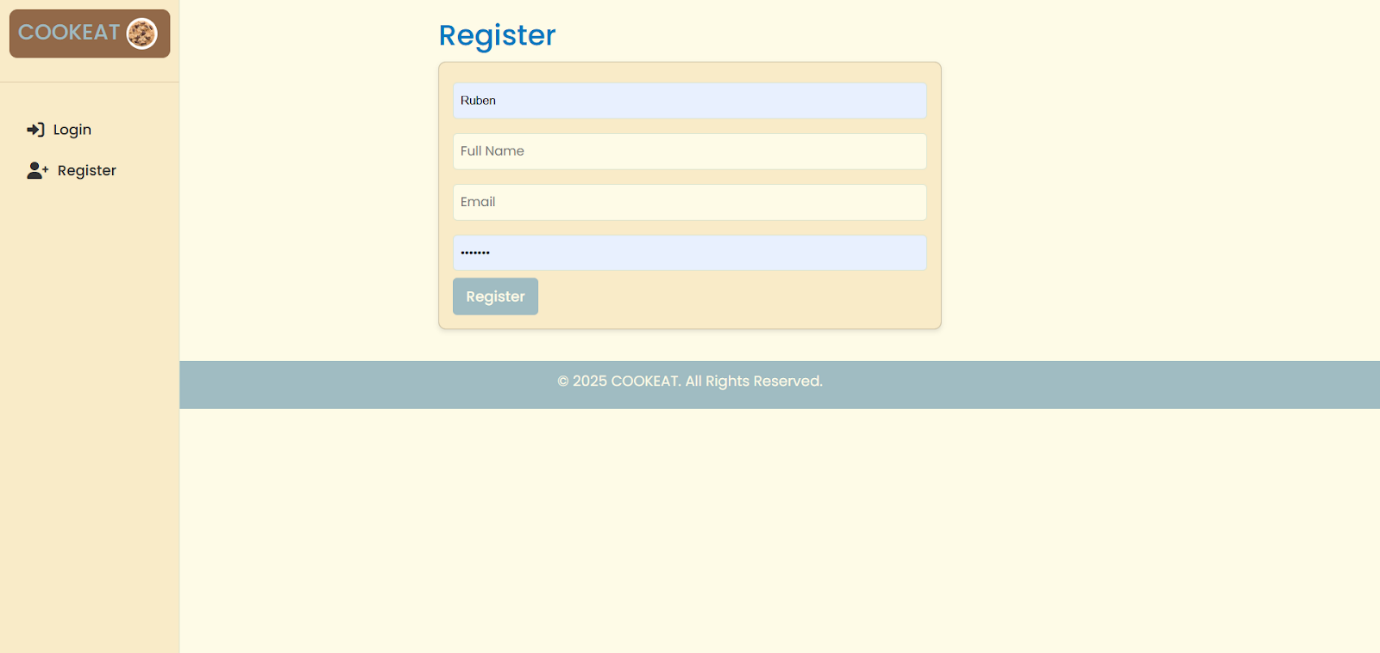 COOKEAT
Login
Register
Register
Ruben
Full Name
Email
•••••••
Register
© 2025 COOKEAT. All Rights Reserved.